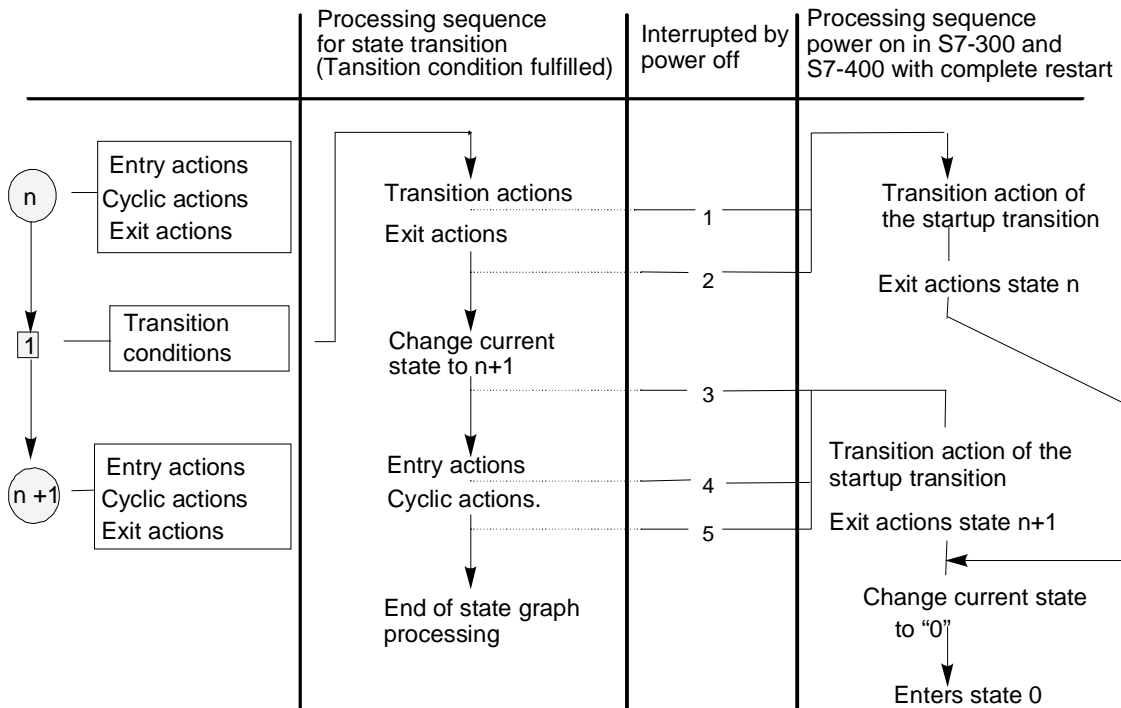 Processing sequence
for state transition
(Tansition condition fulfilled)
Interrupted by
power off
Processing sequence
power on in S7-300 and
S7-400 with complete restart
n
Entry actions
Cyclic actions
Exit actions
1
Transition
conditions
n +1
Entry actions
Cyclic actions
Exit actions
Transition actions
Exit actions
Change current
state to n+1
Entry actions
Cyclic actions.
End of state graph
processing
1
2
3
4
5
Transition action of
the startup transition
Exit actions state n
Transition action of the
startup transition
Exit actions state n+1
Change current state
to “0”
Enters state 0